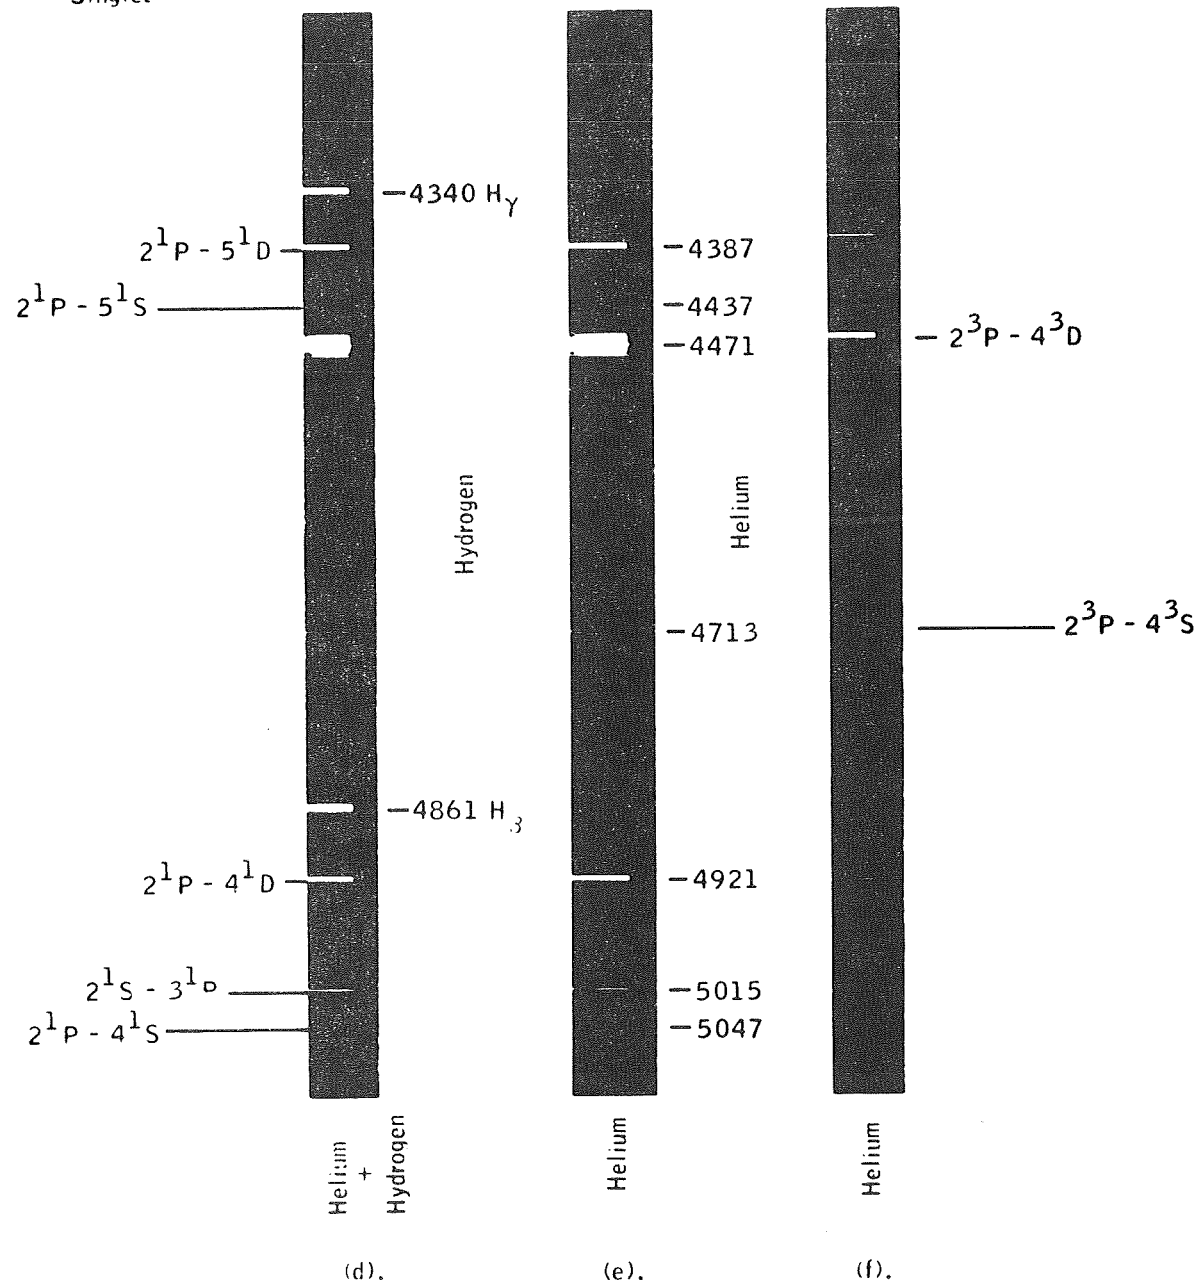 Singlet
4340 Hγ
2¹P - 5¹D
4387
2¹P - 5¹S
4437
4471
2³P - 4³D
Hydrogen
Helium
4713
2³P - 4³S
4861 Hβ
2¹P - 4¹D
4921
2¹S - 3¹P
5015
2¹P - 4¹S
5047
Helium + Hydrogen
Helium
Helium
(d).
(e).
(f).